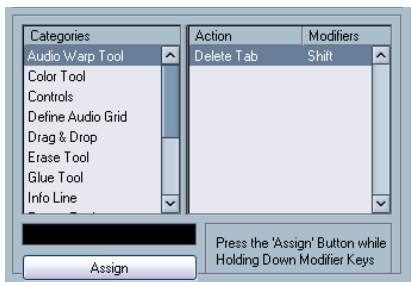 Categories
Action Modifiers
Audio Warp Tool
Delete Tab Shift
Color Tool
Controls
Define Audio Grid
Drag & Drop
Erase Tool
Glue Tool
Info Line
Press the 'Assign' Button while
Holding Down Modifier Keys
Assign